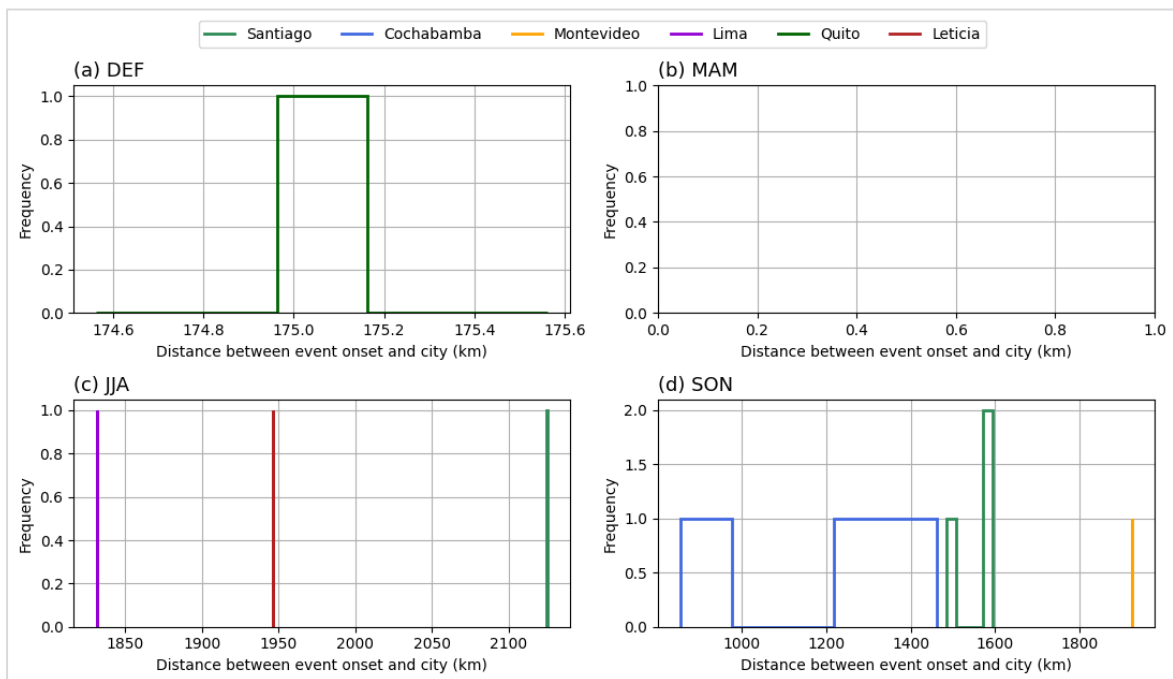 Santiago Cochabamba Montevideo Lima Quito Leticia
(a) DEF
1.0
0.8
0.6
0.4
0.2
0.0
Frequency
174.6 174.8 175.0 175.2 175.4 175.6
Distance between event onset and city (km)
(b) MAM
1.0
0.8
0.6
0.4
0.2
0.0
Frequency
0.0 0.2 0.4 0.6 0.8 1.0
Distance between event onset and city (km)
(c) JJA
1.0
0.8
0.6
0.4
0.2
0.0
Frequency
1850 1900 1950 2000 2050 2100
Distance between event onset and city (km)
(d) SON
2.0
1.5
1.0
0.5
0.0
Frequency
1000 1200 1400 1600 1800
Distance between event onset and city (km)